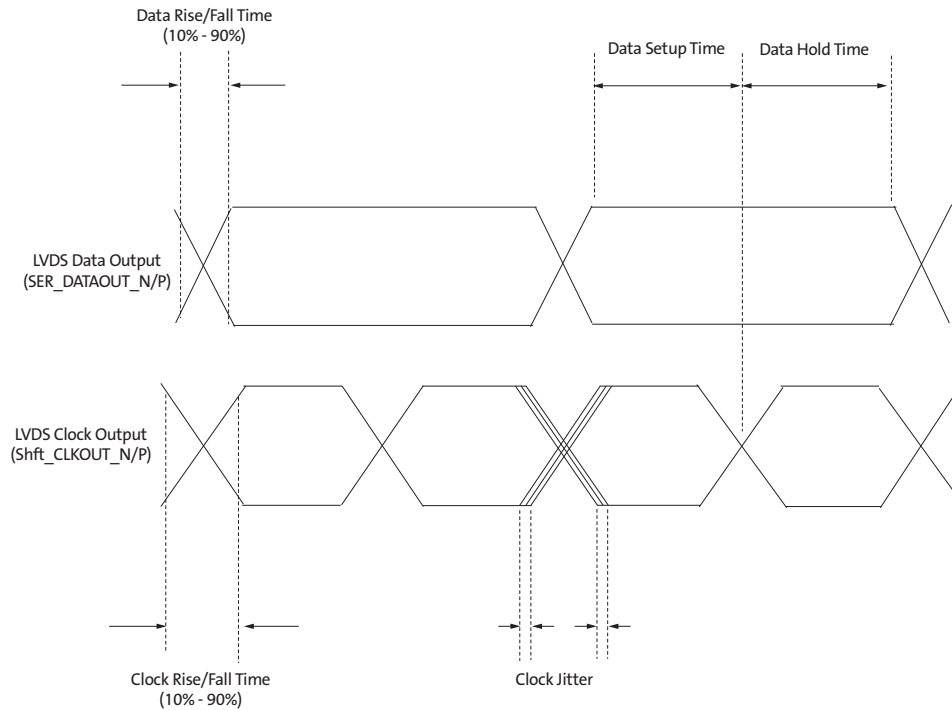 Data Rise/Fall Time
(10% - 90%)
Data Setup Time
Data Hold Time
LVDS Data Output
(SER_DATAOUT_N/P)
LVDS Clock Output
(Shft_CLKOUT_N/P)
Clock Rise/Fall Time
(10% - 90%)
Clock Jitter